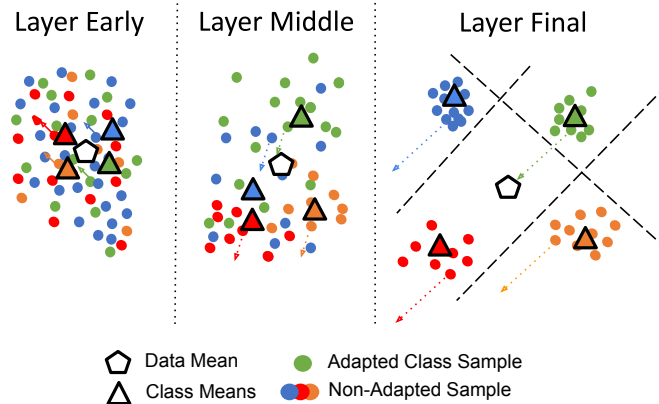 Layer Early
Layer Middle
Layer Final
Data Mean
Adapted Class Sample
Class Means
Non-Adapted Sample